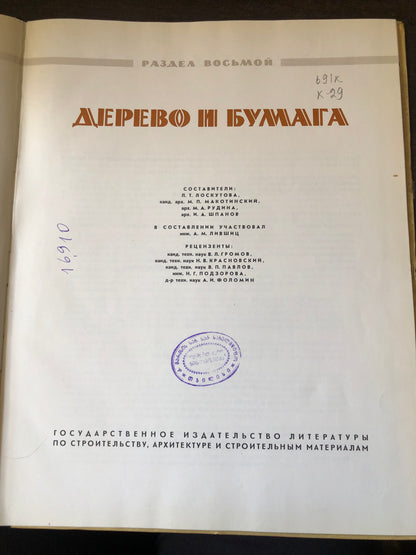 РАЗДЕЛ ВОСЬМОЙ
691к
К-29
ДЕРЕВО И БУМАГА
СОСТАВИТЕЛИ:
Л. Т. ЛОСКУТОВА,
канд. арх. М. П. МАКОТИНСКИЙ,
арх. М. А. РУДИНА,
арх. И. А. ШПАНОВ
В СОСТАВЛЕНИИ УЧАСТВОВАЛ
инж. А. М. ЛИВШИЦ
РЕЦЕНЗЕНТЫ:
канд. техн. наук В. Л. ГРОМОВ,
канд. техн. наук Н. В. КРАСНОВСКИЙ,
канд. техн. наук В. П. ПАВЛОВ,
инж. Н. Г. ПОДЗОРОВА,
д-р техн. наук А. И. ФОЛОМИН
16910
ГОСУДАРСТВЕННОЕ ИЗДАТЕЛЬСТВО ЛИТЕРАТУРЫ
ПО СТРОИТЕЛЬСТВУ, АРХИТЕКТУРЕ И СТРОИТЕЛЬНЫМ МАТЕРИАЛАМ